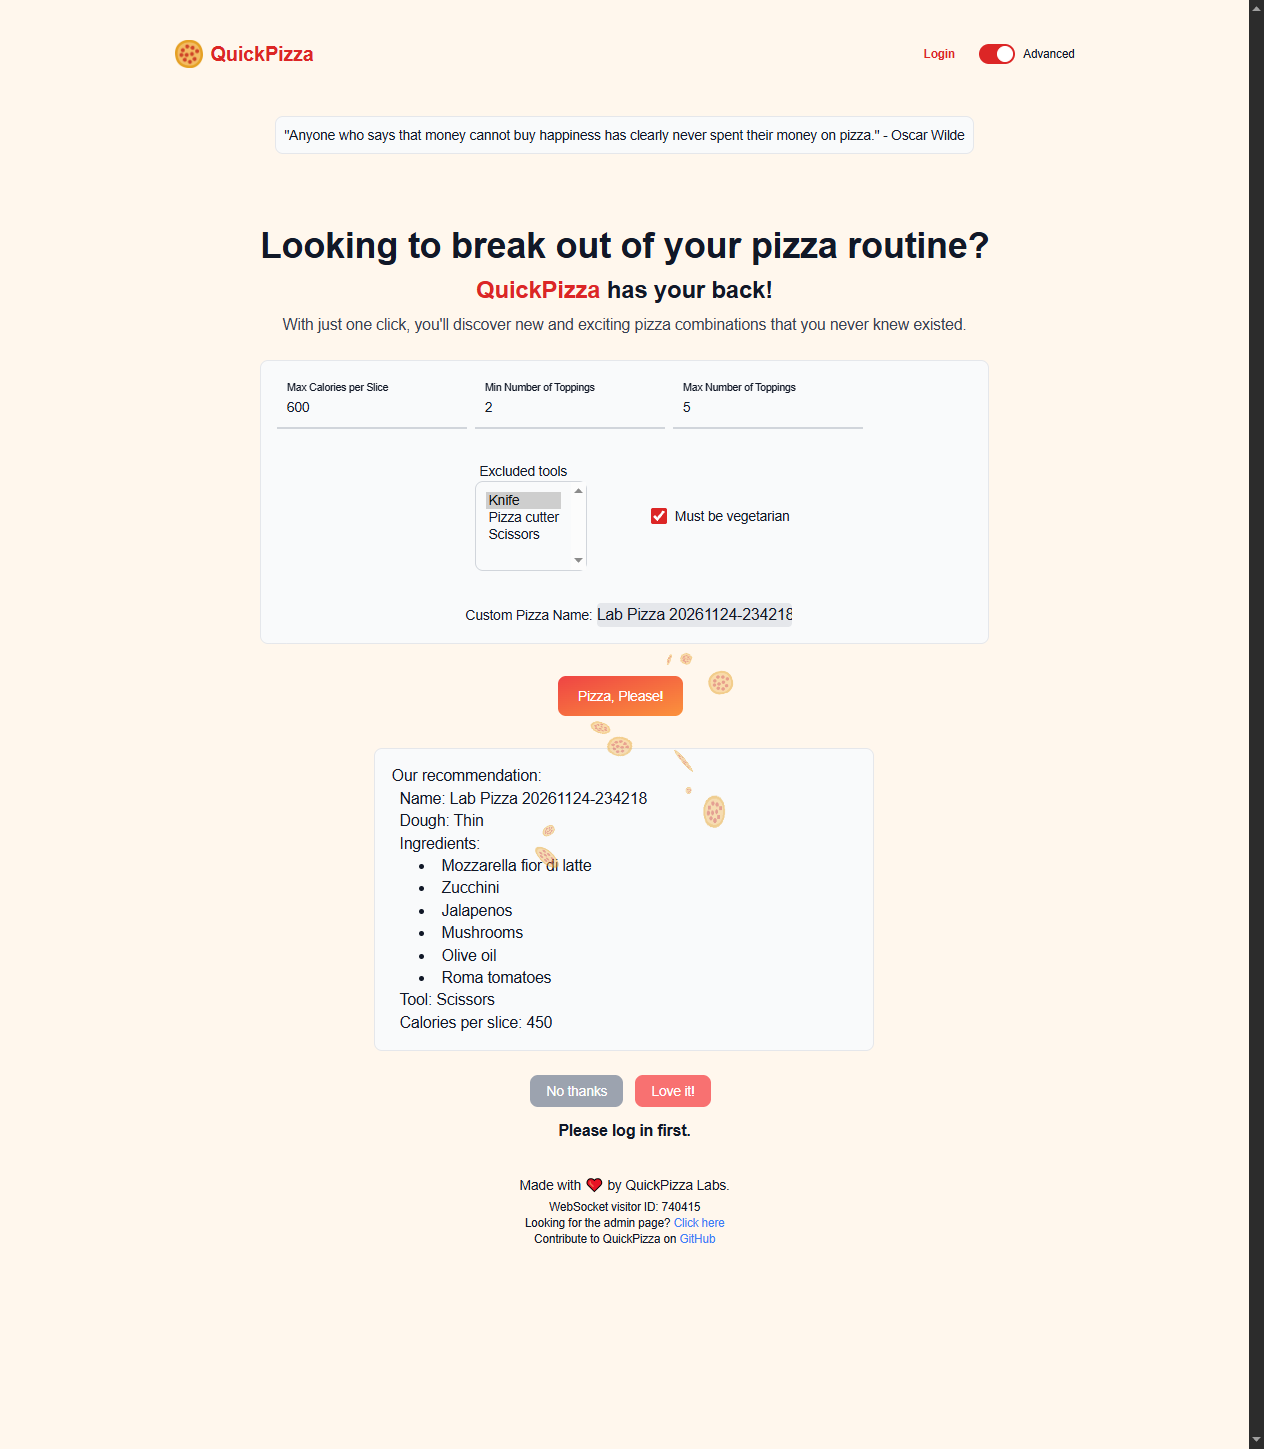 QuickPizza
Login
Advanced
"Anyone who says that money cannot buy happiness has clearly never spent their money on pizza." - Oscar Wilde
Looking to break out of your pizza routine?
QuickPizza has your back!
With just one click, you'll discover new and exciting pizza combinations that you never knew existed.
Max Calories per Slice
600
Min Number of Toppings
2
Max Number of Toppings
5
Excluded tools
Knife
Pizza cutter
Scissors
Must be vegetarian
Custom Pizza Name: Lab Pizza 20261124-234218
Pizza, Please!
Our recommendation:
Name: Lab Pizza 20261124-234218
Dough: Thin
Ingredients:
• Mozzarella fior di latte
• Zucchini
• Jalapenos
• Mushrooms
• Olive oil
• Roma tomatoes
Tool: Scissors
Calories per slice: 450
No thanks
Love it!
Please log in first.
Made with ❤ by QuickPizza Labs.
WebSocket visitor ID: 740415
Looking for the admin page? Click here
Contribute to QuickPizza on GitHub